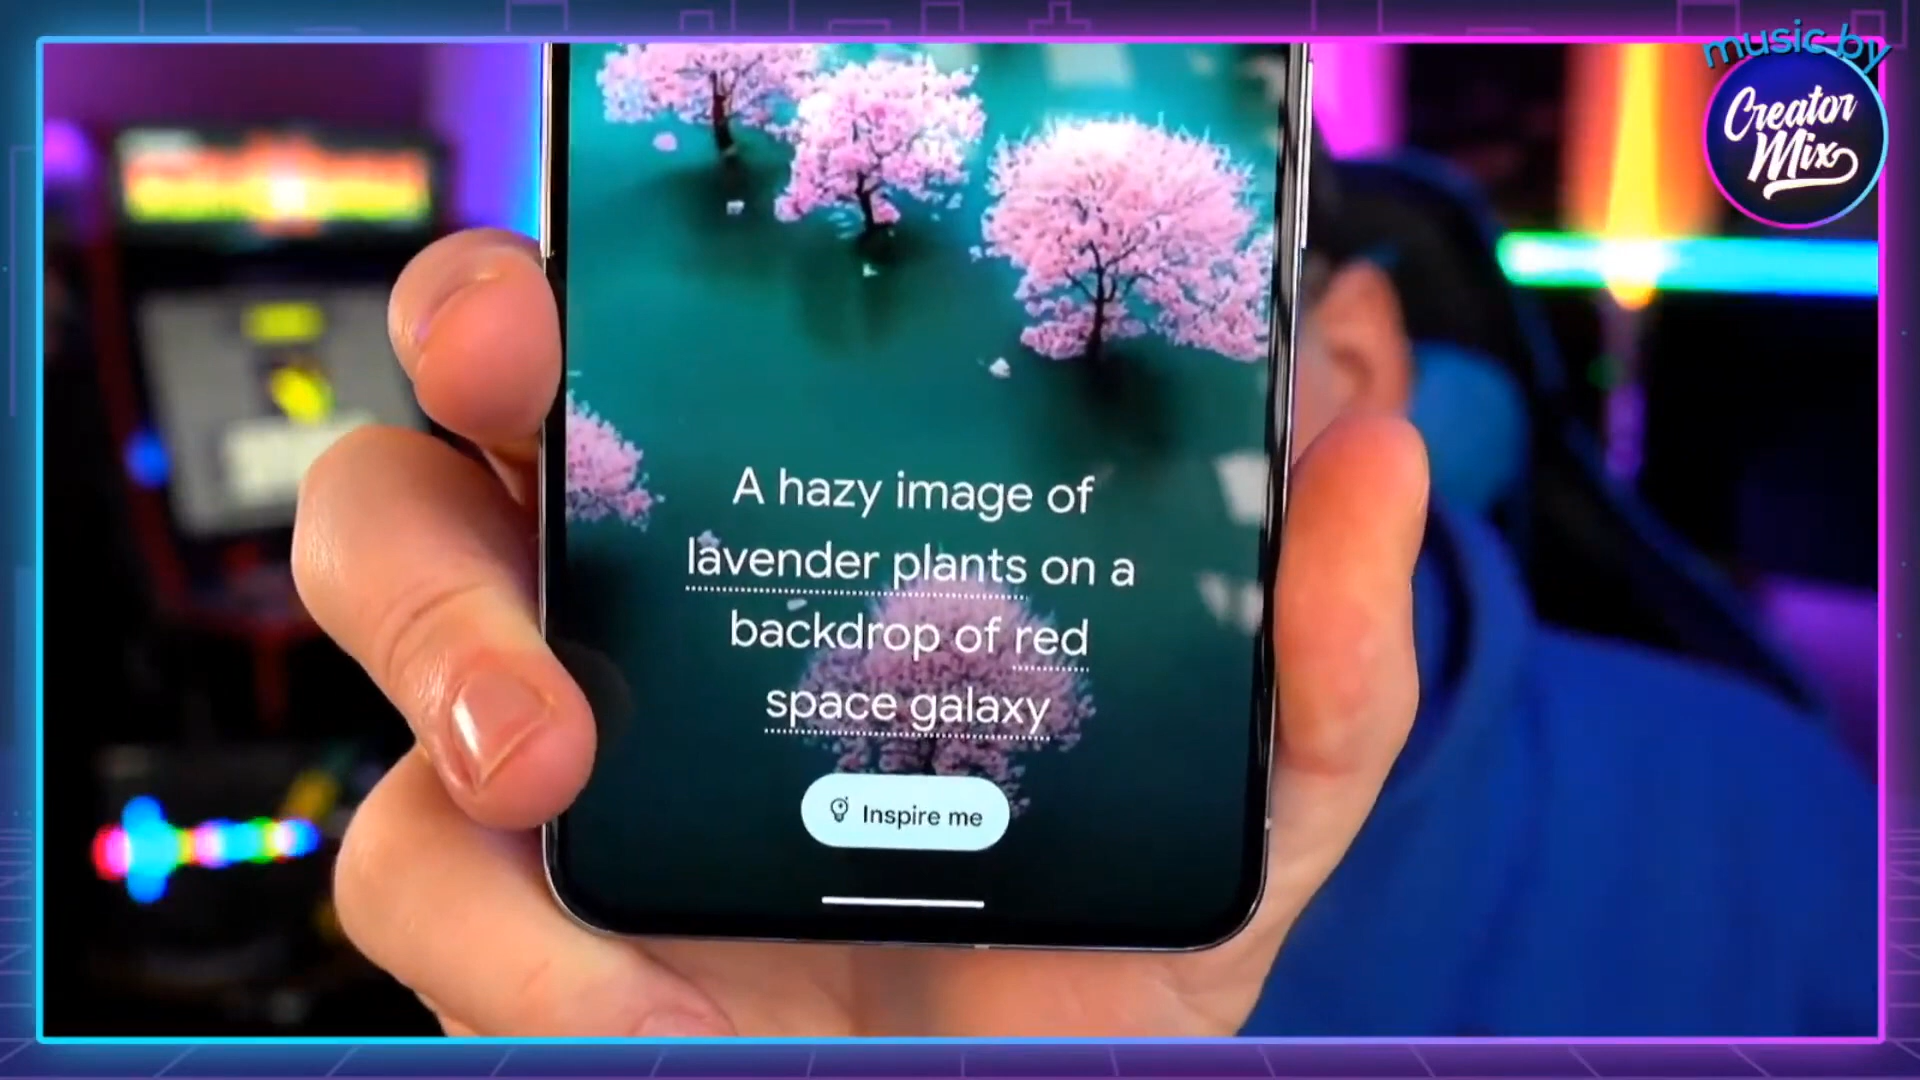 music by
Creator
Mix
A hazy image of
lavender plants on a
backdrop of red
space galaxy
Inspire me